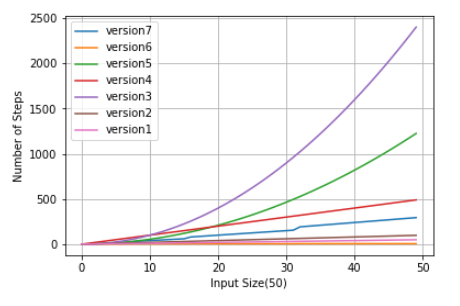 2500
2000
1500
1000
500
0
Number of Steps
version7
version6
version5
version4
version3
version2
version1
0 10 20 30 40 50
Input Size(50)